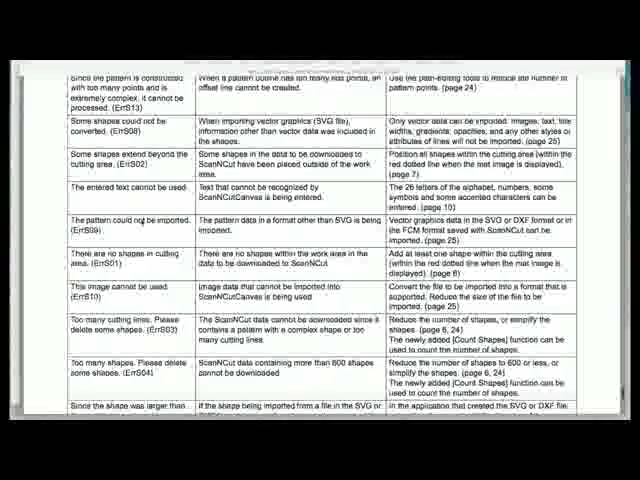 Since the pattern is constructed
with too many points and is
extremely complex, it cannot be
processed. (ErrS13)
When a pattern outline has too many node points, an
offset line cannot be created.
Use the path-editing tools to reduce the number of
pattern points. (page 24)
Some shapes could not be
converted. (ErrS08)
When importing vector graphics (SVG file),
information other than vector data was included in
the shapes.
Only vector data can be imported. Images, text, title
widths, gradients, opacities, and any other styles or
attributes of lines will not be imported. (page 25)
Some shapes extend beyond the
cutting area. (ErrS02)
Some shapes in the data to be downloaded to
ScanNCut have been placed outside of the work
area.
Position all shapes within the cutting area (within the
red dotted line when the mat image is displayed).
(page 7)
The entered text cannot be used.
Text that cannot be recognized by
ScanNCutCanvas is being entered.
The 26 letters of the alphabet, numbers, some
symbols and some accented characters can be
entered. (page 10)
The pattern could not be imported.
(ErrS09)
The pattern data in a format other than SVG is being
imported.
Vector graphics data in the SVG or DXF format or in
the FCM format saved with ScanNCut can be
imported. (page 25)
There are no shapes in cutting
area. (ErrS01)
There are no shapes within the work area in the
data to be downloaded to ScanNCut
Add at least one shape within the cutting area
(within the red dotted line when the mat image is
displayed). (page 6)
This image cannot be used.
(ErrS10)
Image data that cannot be imported into
ScanNCutCanvas is being used
Convert the file to be imported into a format that is
supported. Reduce the size of the file to be
imported. (page 25)
Too many cutting lines. Please
delete some shapes. (ErrS03)
The ScanNCut data cannot be downloaded since it
contains a pattern with a complex shape or too
many cutting lines.
Reduce the number of shapes, or simplify the
shapes. (page 6, 24)
The newly added [Count Shapes] function can be
used to count the number of shapes.
Too many shapes. Please delete
some shapes. (ErrS04)
ScanNCut data containing more than 600 shapes
cannot be downloaded
Reduce the number of shapes to 600 or less, or
simplify the shapes. (page 6, 24)
The newly added [Count Shapes] function can be
used to count the number of shapes.
Since the shape was larger than
If the shape being imported from a file in the SVG or
In the application that created the SVG or DXF file,